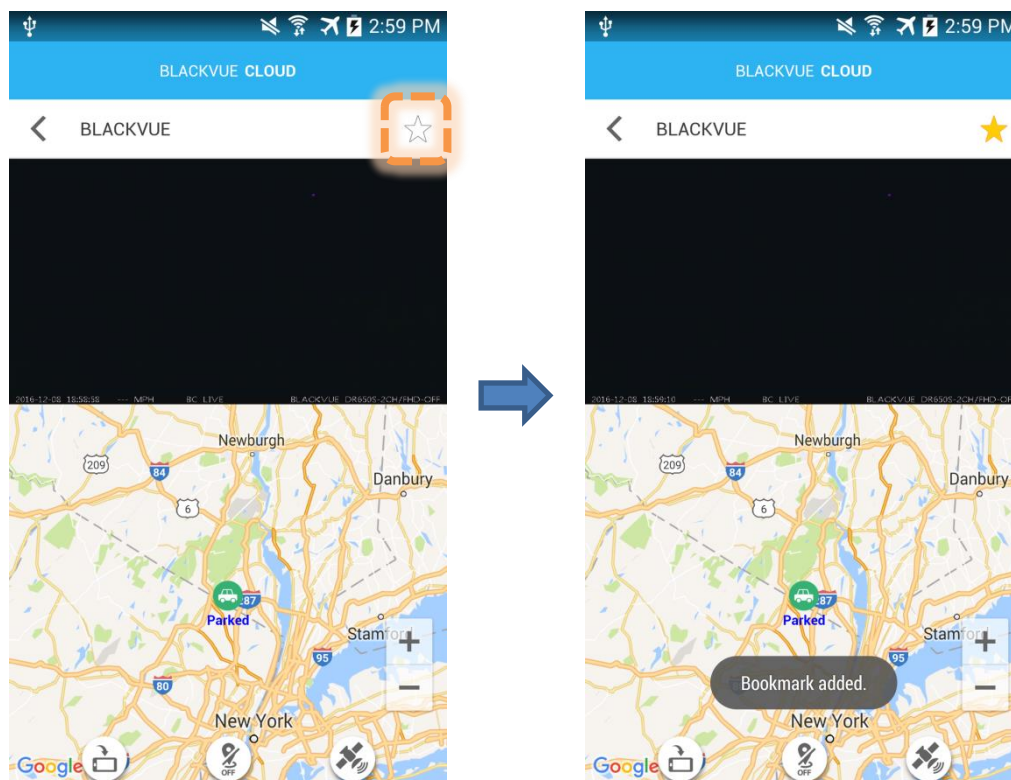 2:59 PM
BLACKVUE CLOUD
BLACKVUE
2016-12-08 18:58:38 --- MPH BC LIVE BLACKVUE DR650S-2CH/FHD-OFF
Newburgh
209
84
Danbury
6
87
Parked
Stamford
95
80
New York
Google
OFF
2:59 PM
BLACKVUE CLOUD
BLACKVUE
2016-12-08 18:59:10 --- MPH BC LIVE BLACKVUE DR650S-2CH/FHD-OFF
Newburgh
209
84
Danbury
6
87
Parked
Stamford
95
Bookmark added.
New York
Google
OFF